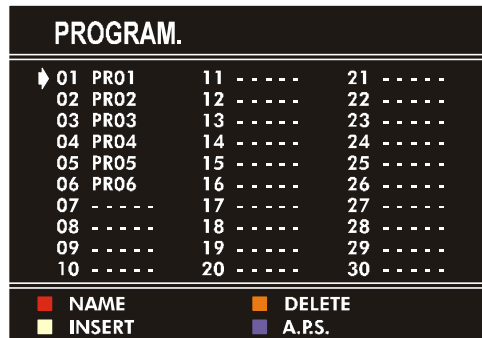 PROGRAM.
01 PR01 11 - - - - - 21 - - - - -
02 PR02 12 - - - - - 22 - - - - -
03 PR03 13 - - - - - 23 - - - - -
04 PR04 14 - - - - - 24 - - - - -
05 PR05 15 - - - - - 25 - - - - -
06 PR06 16 - - - - - 26 - - - - -
07 - - - - - 17 - - - - - 27 - - - - -
08 - - - - - 18 - - - - - 28 - - - - -
09 - - - - - 19 - - - - - 29 - - - - -
10 - - - - - 20 - - - - - 30 - - - - -
NAME DELETE
INSERT A.P.S.